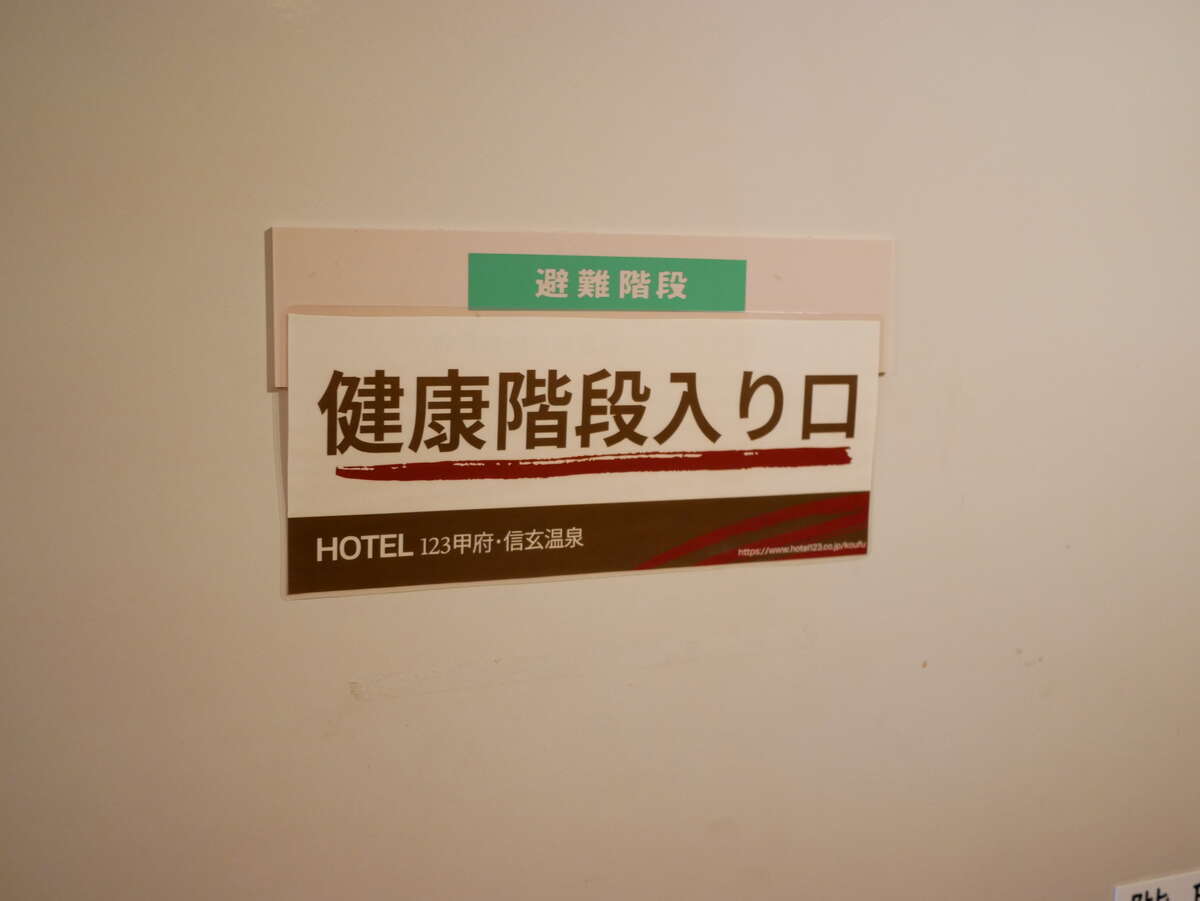 避難階段
健康階段入り口
HOTEL 123甲府・信玄温泉
https://www.hotel123.co.jp/koufu
階